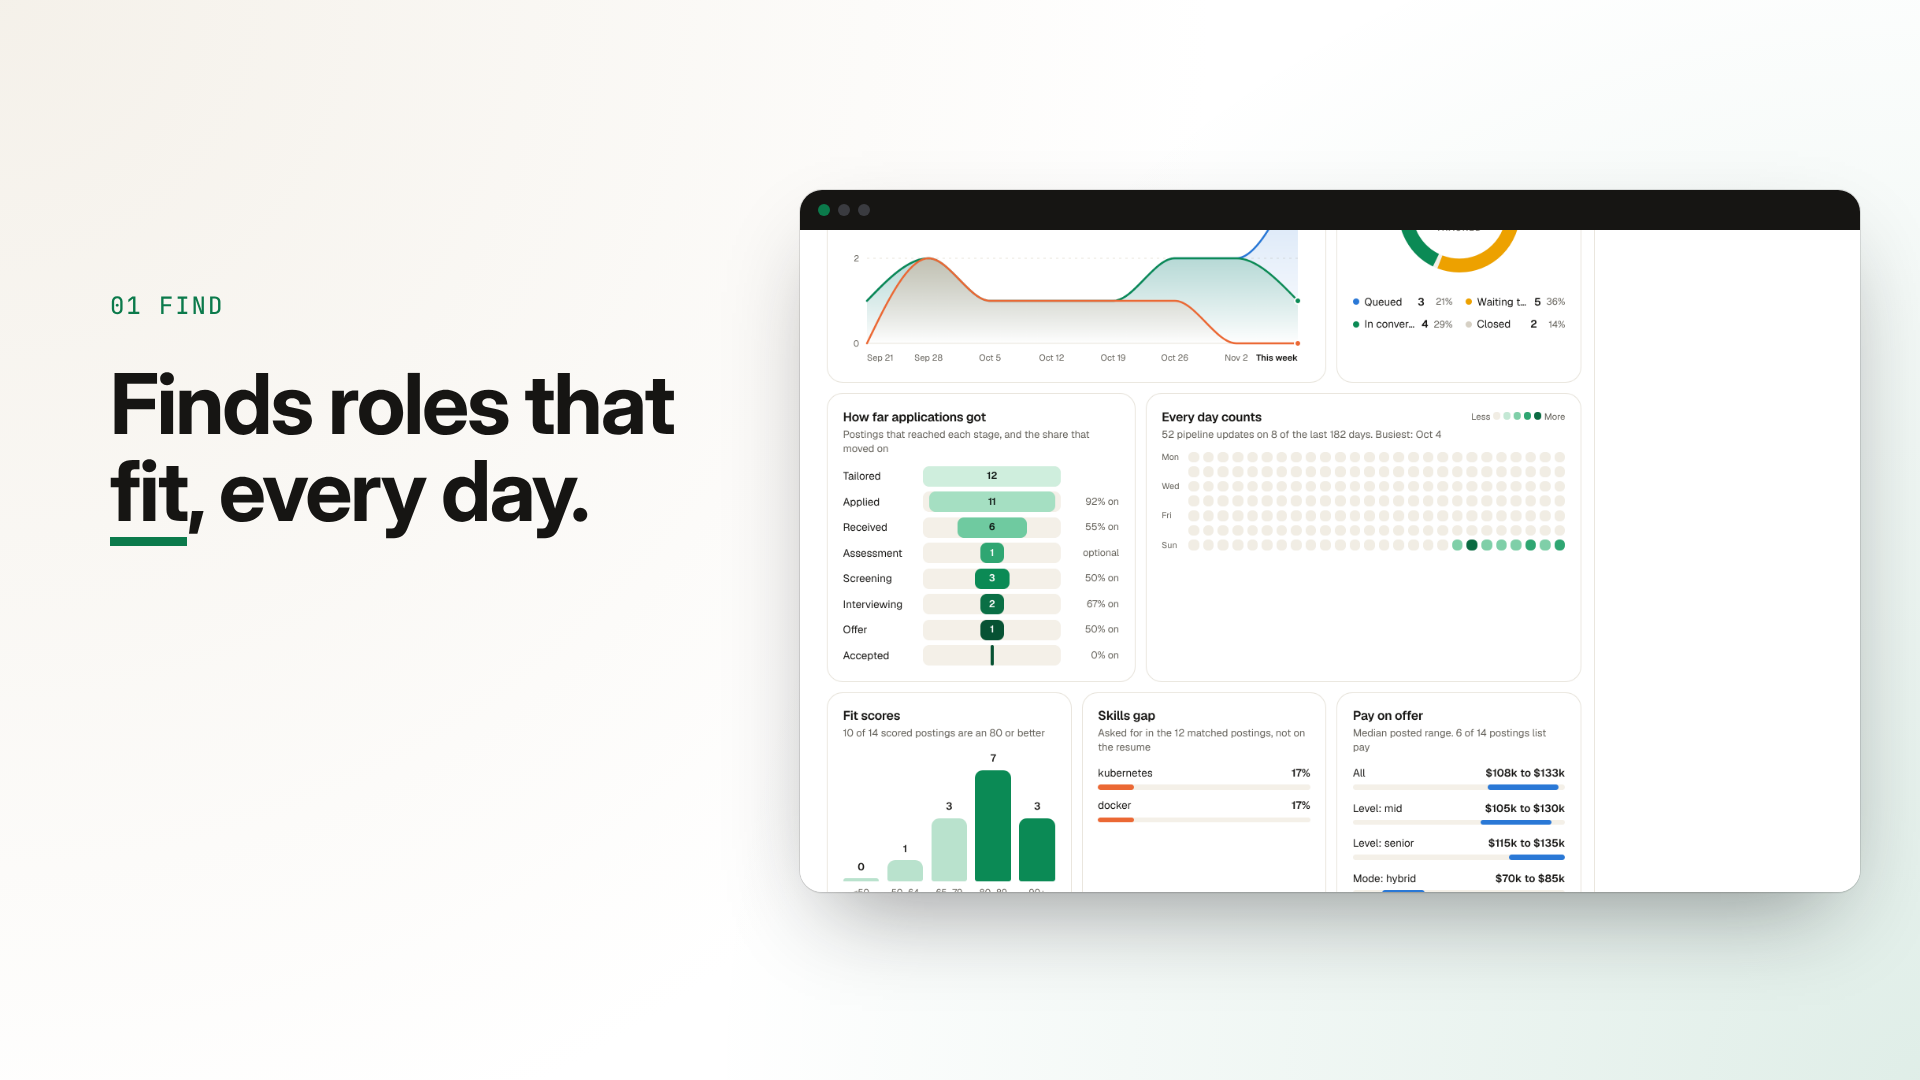 01 FIND
Finds roles that
fit, every day.
2
0
Sep 21 Sep 28 Oct 5 Oct 12 Oct 19 Oct 26 Nov 2 This week
Queued 3 21% Waiting t... 5 36%
In conver... 4 29% Closed 2 14%
How far applications got
Postings that reached each stage, and the share that
moved on
Tailored 12
Applied 11 92% on
Received 6 55% on
Assessment 1 optional
Screening 3 50% on
Interviewing 2 67% on
Offer 1 50% on
Accepted 0% on
Every day counts
Less More
52 pipeline updates on 8 of the last 182 days. Busiest: Oct 4
Mon
Wed
Fri
Sun
Fit scores
10 of 14 scored postings are an 80 or better
0 1 3 7 3
Skills gap
Asked for in the 12 matched postings, not on
the resume
kubernetes 17%
docker 17%
Pay on offer
Median posted range. 6 of 14 postings list
pay
All $108k to $133k
Level: mid $105k to $130k
Level: senior $115k to $135k
Mode: hybrid $70k to $85k